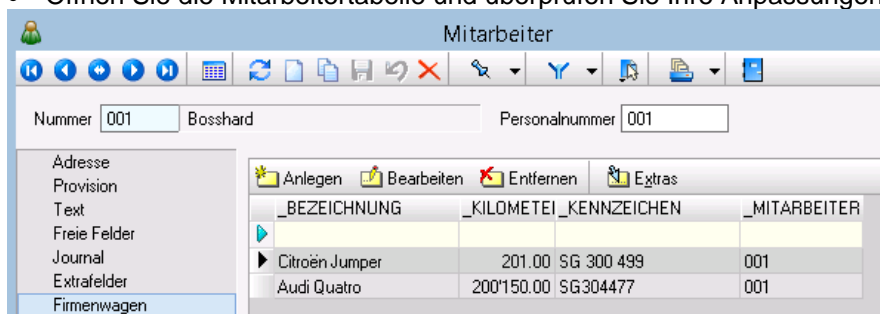 • Öffnen Sie die Mitarbeitertabelle und überprüfen Sie Ihre Anpassungen
Mitarbeiter
Nummer 001 Bosshard Personalnummer 001
Adresse
Provision
Text
Freie Felder
Journal
Extrafelder
Firmenwagen
Anlegen Bearbeiten Entfernen Extras
_BEZEICHNUNG _KILOMETEI _KENNZEICHEN _MITARBEITER
Citroën Jumper 201.00 SG 300 499 001
Audi Quatro 200'150.00 SG304477 001